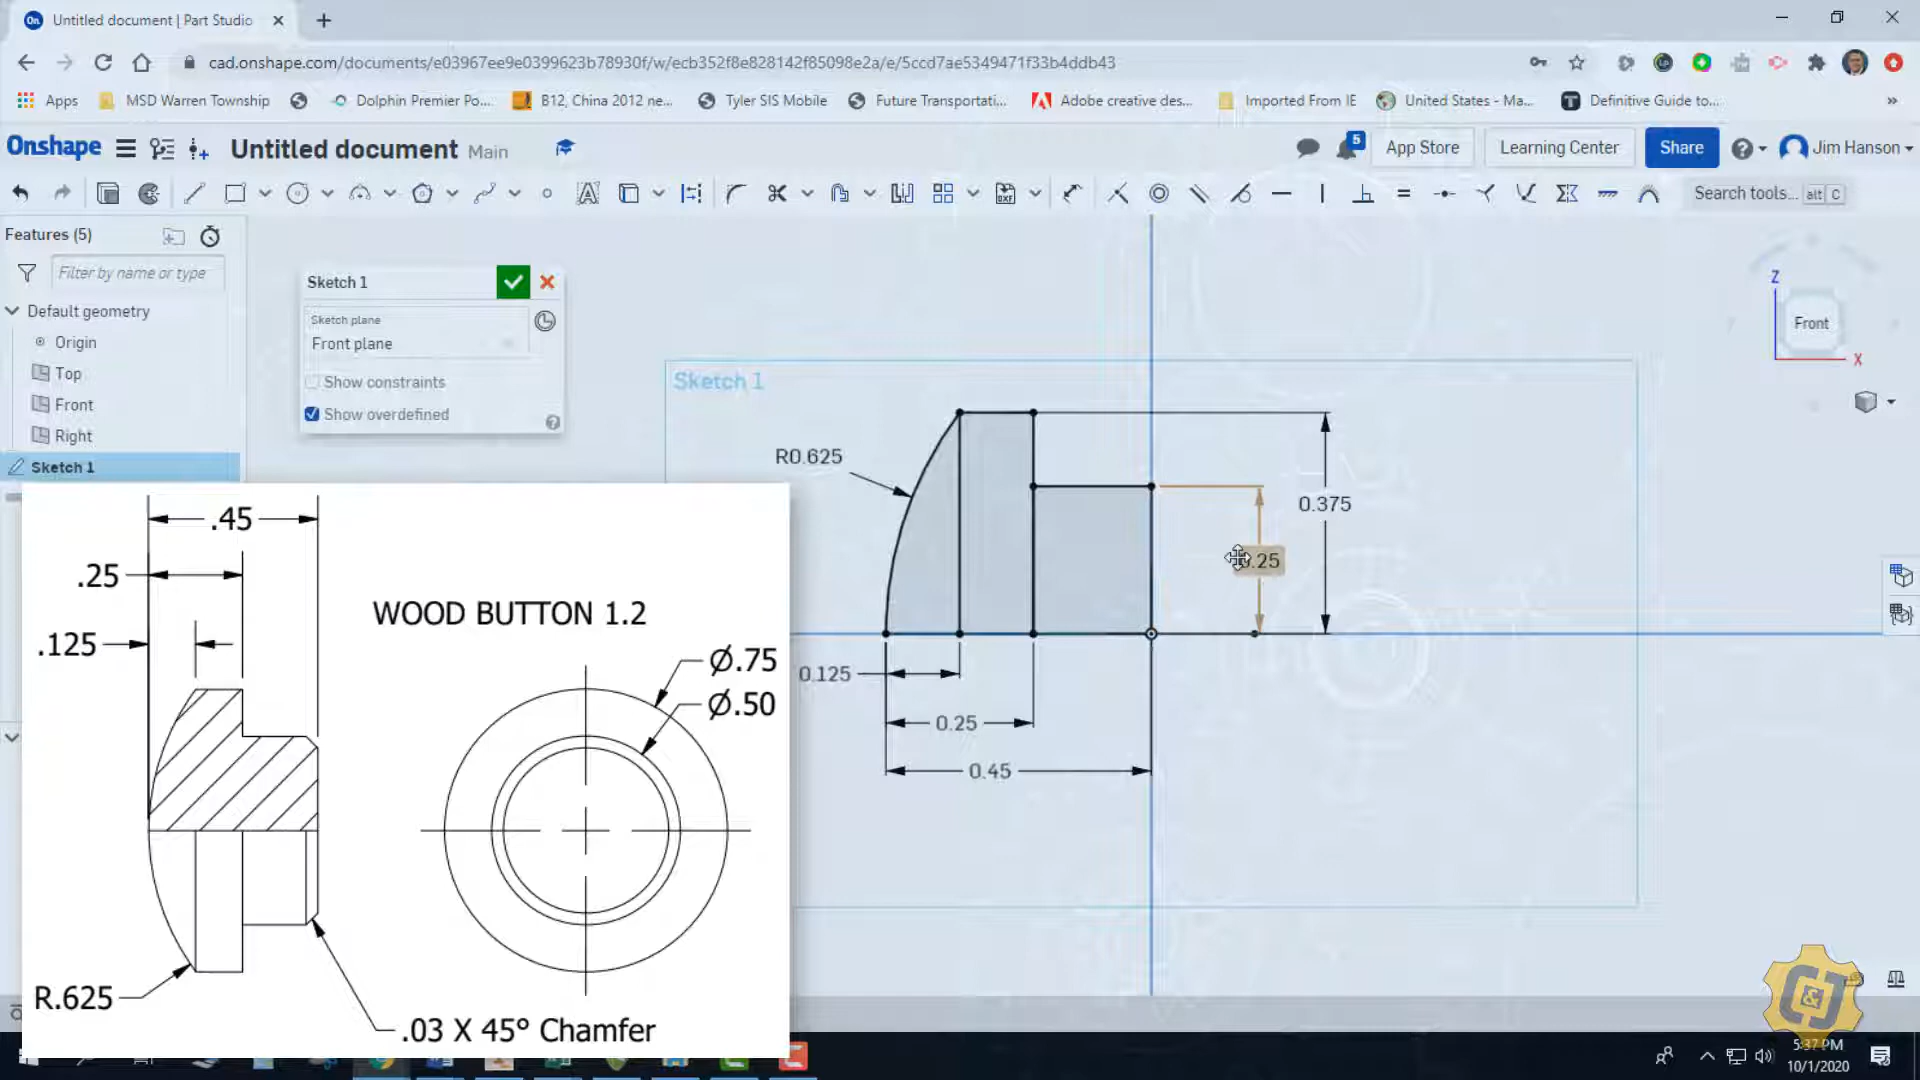 On Untitled document | Part Studio
cad.onshape.com/documents/e03967ee9e0399623b78930f/w/ecb352f8e828142f85098e2a/e/5ccd7ae5349471f33b4ddb43
Apps MSD Warren Township Dolphin Premier Po... B12, China 2012 ne... Tyler SIS Mobile Future Transportati... Adobe creative des... Imported From IE United States - Ma... Definitive Guide to... »
Onshape Untitled document Main 5 App Store Learning Center Share Jim Hanson
Search tools... alt C
Features (5)
Filter by name or type
Default geometry
Origin
Top
Front
Right
Sketch 1
Sketch 1
Sketch plane
Front plane
Show constraints
Show overdefined
Sketch 1
R0.625
0.375
0.125
0.25
0.45
Z
Front
X
.45
.25
WOOD BUTTON 1.2
.125
Ø.75
Ø.50
R.625
.03 X 45° Chamfer
C&J
5:37 PM
10/1/2020